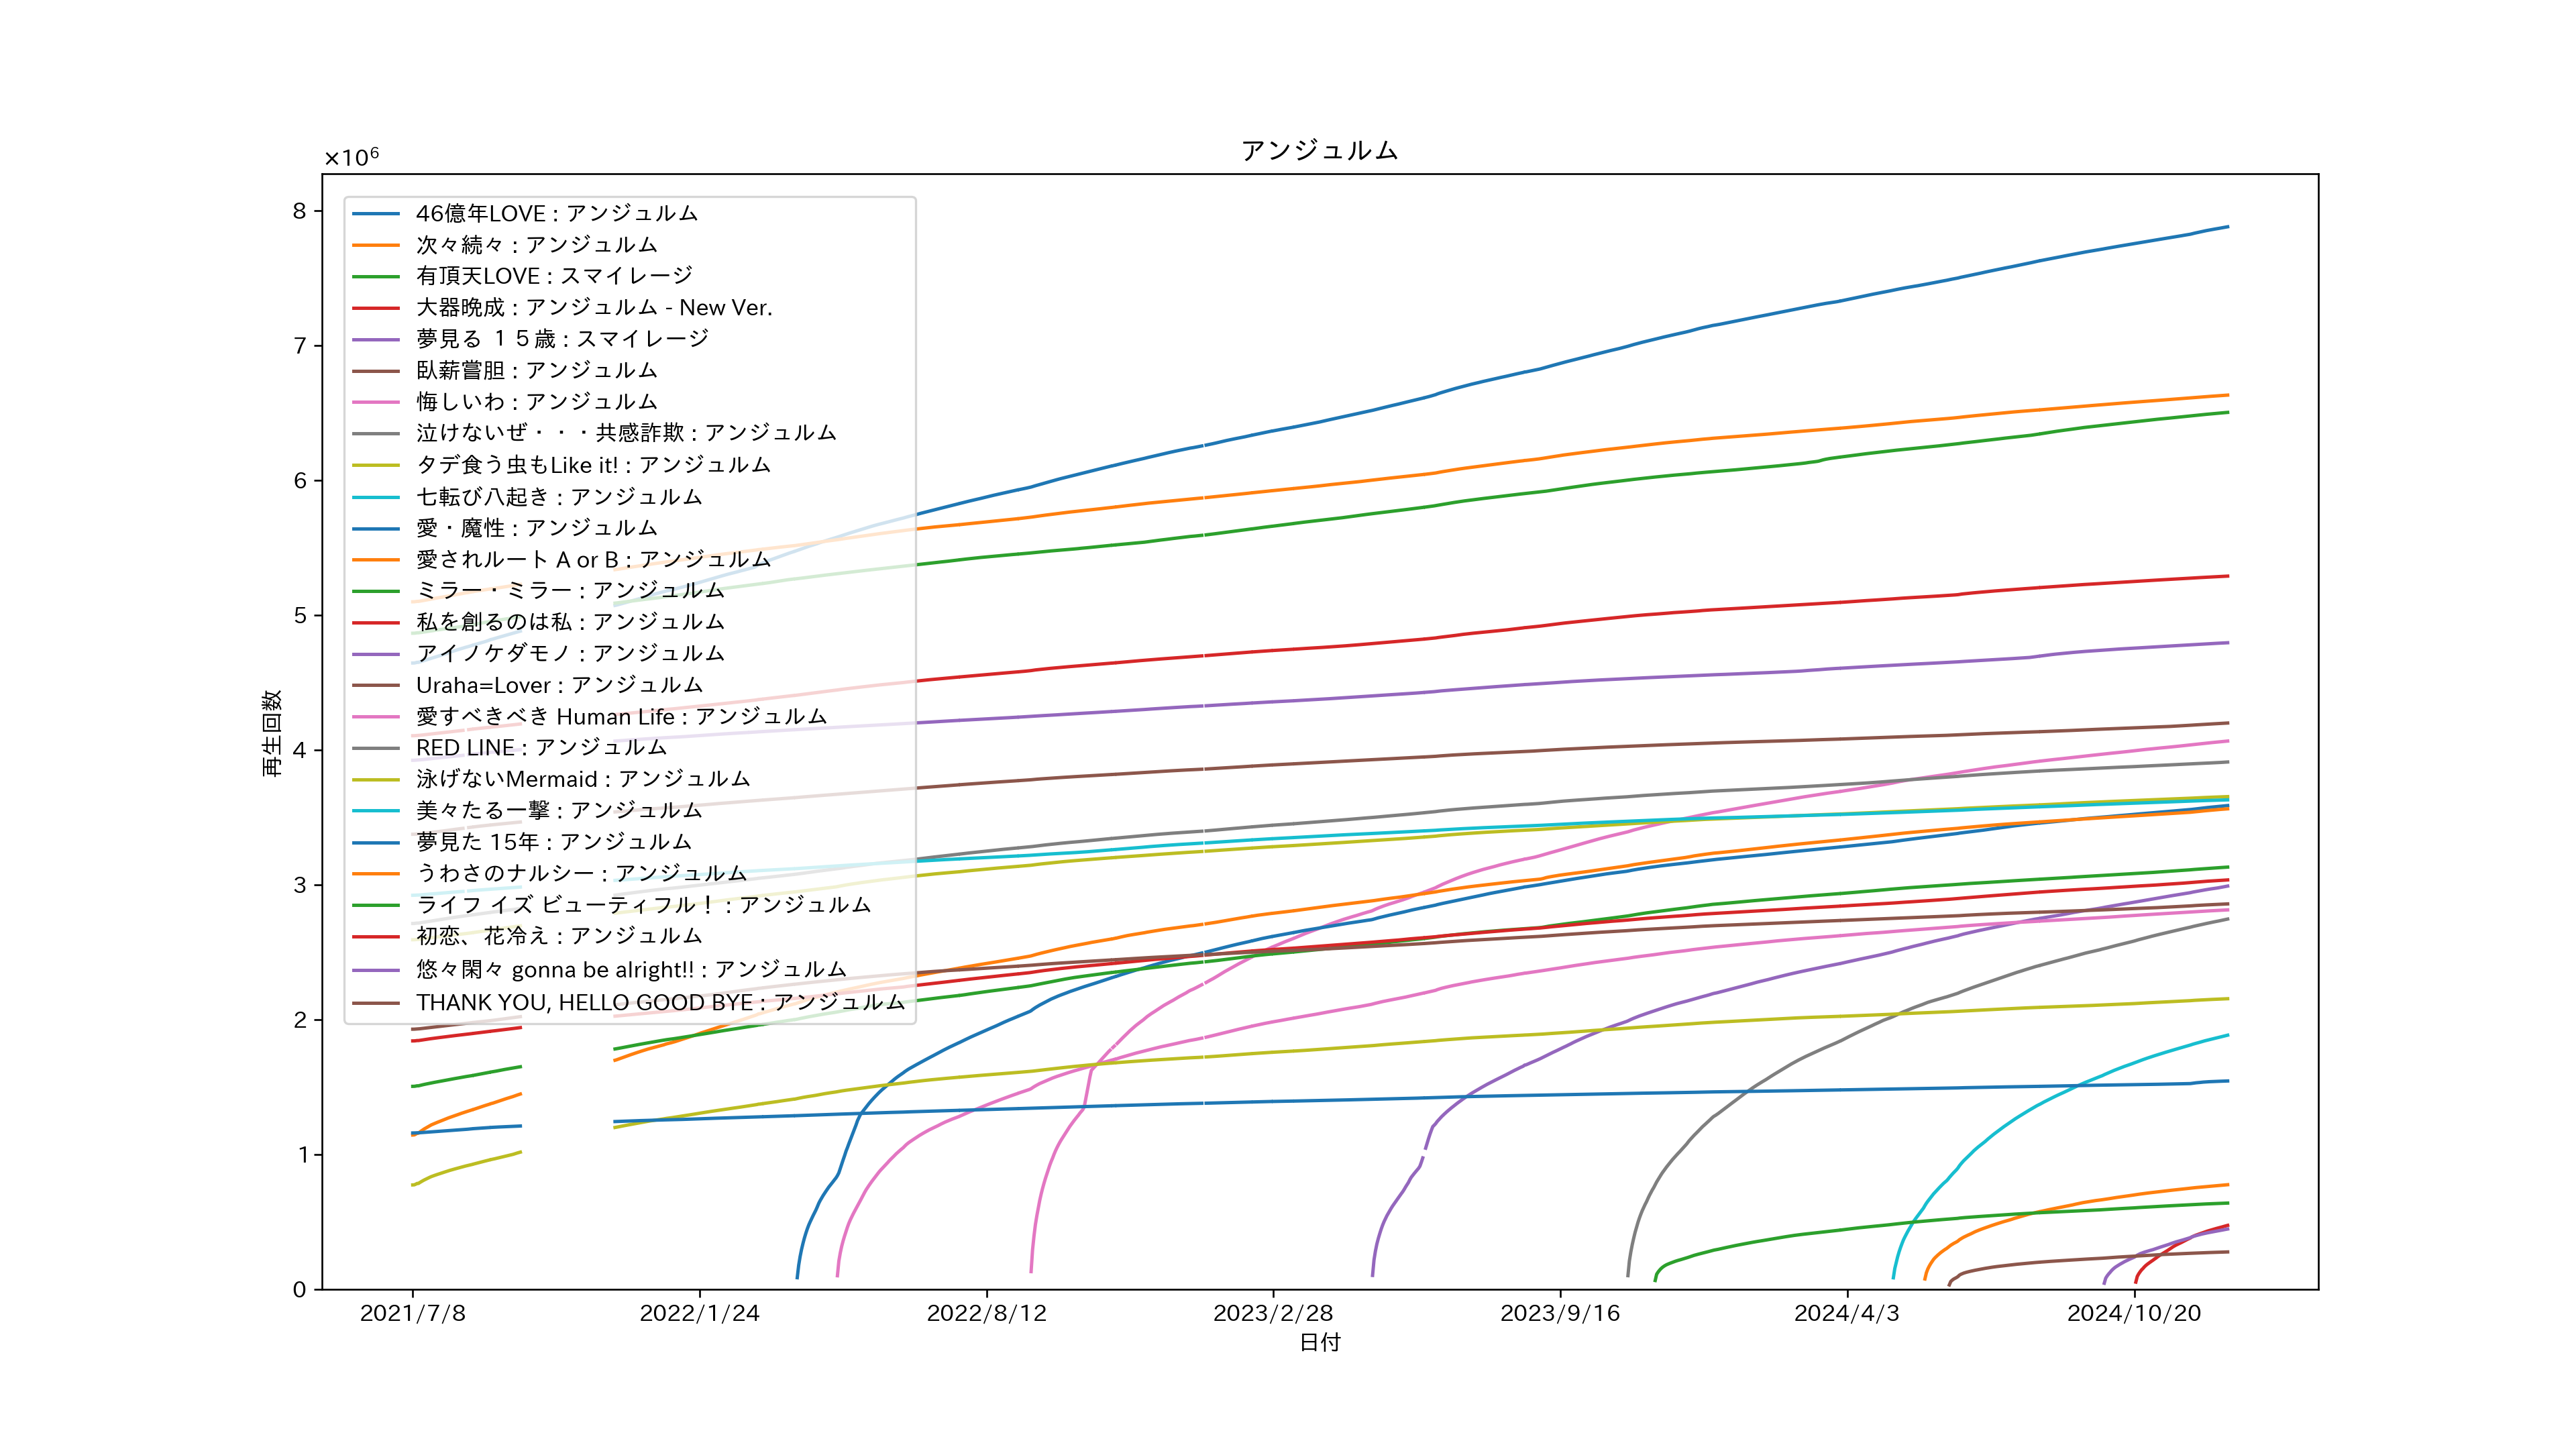 アンジュルム
×10⁶
8
7
6
5
4
3
2
1
0
再生回数
46億年LOVE : アンジュルム
次々続々 : アンジュルム
有頂天LOVE : スマイレージ
大器晩成 : アンジュルム - New Ver.
夢見る １５歳 : スマイレージ
臥薪嘗胆 : アンジュルム
悔しいわ : アンジュルム
泣けないぜ・・・共感詐欺 : アンジュルム
タデ食う虫もLike it! : アンジュルム
七転び八起き : アンジュルム
愛・魔性 : アンジュルム
愛されルート A or B : アンジュルム
ミラー・ミラー : アンジュルム
私を創るのは私 : アンジュルム
アイノケダモノ : アンジュルム
Uraha=Lover : アンジュルム
愛すべきべき Human Life : アンジュルム
RED LINE : アンジュルム
泳げないMermaid : アンジュルム
美々たる一撃 : アンジュルム
夢見た 15年 : アンジュルム
うわさのナルシー : アンジュルム
ライフ イズ ビューティフル！ : アンジュルム
初恋、花冷え : アンジュルム
悠々閑々 gonna be alright!! : アンジュルム
THANK YOU, HELLO GOOD BYE : アンジュルム
2021/7/8 2022/1/24 2022/8/12 2023/2/28 2023/9/16 2024/4/3 2024/10/20
日付